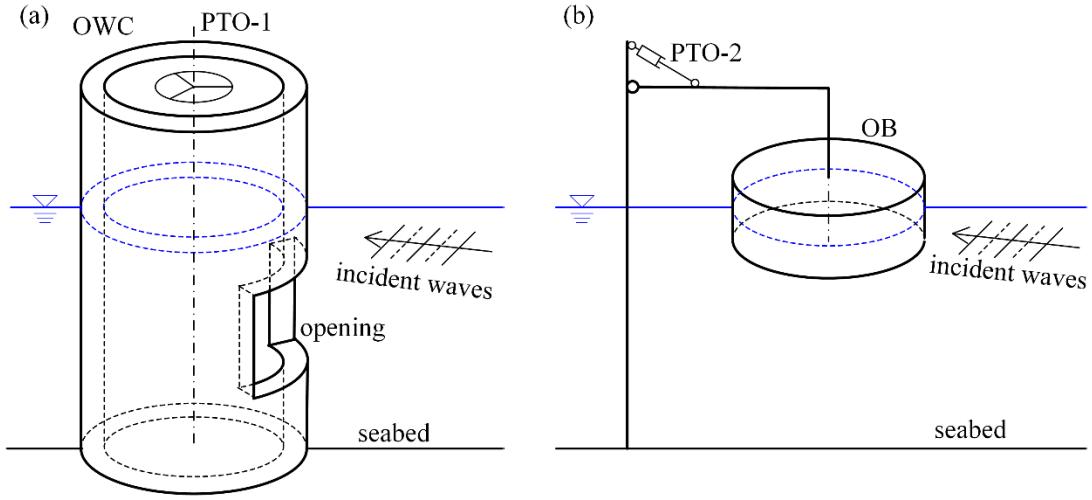 (a)
OWC
PTO-1
incident waves
opening
seabed
(b)
PTO-2
OB
incident waves
seabed